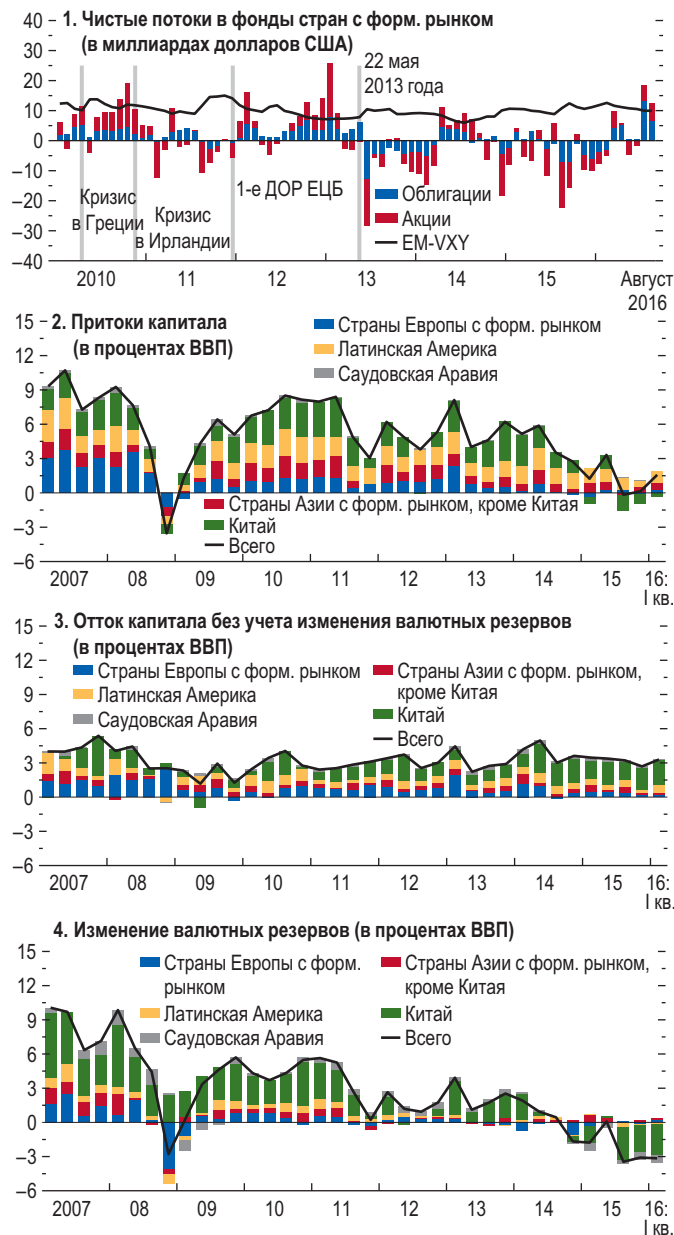 1. Чистые потоки в фонды стран с форм. рынком
(в миллиардах долларов США)
40
30
20
10
0
–10
–20
–30
–40
22 мая
2013 года
Кризис
в Греции
Кризис
в Ирландии
1-е ДОР ЕЦБ
Облигации
Акции
EM-VXY
2010
11
12
13
14
15
Август
2016
2. Притоки капитала
(в процентах ВВП)
15
12
9
6
3
0
–3
–6
Страны Европы с форм. рынком
Латинская Америка
Саудовская Аравия
Страны Азии с форм. рынком, кроме Китая
Китай
Всего
2007
08
09
10
11
12
13
14
15
16:
I кв.
3. Отток капитала без учета изменения валютных резервов
(в процентах ВВП)
15
12
9
6
3
0
–3
–6
Страны Европы с форм. рынком
Латинская Америка
Саудовская Аравия
Страны Азии с форм. рынком,
кроме Китая
Китай
Всего
2007
08
09
10
11
12
13
14
15
16:
I кв.
4. Изменение валютных резервов (в процентах ВВП)
15
12
9
6
3
0
–3
–6
Страны Европы с форм.
рынком
Латинская Америка
Саудовская Аравия
Страны Азии с форм. рынком,
кроме Китая
Китай
Всего
2007
08
09
10
11
12
13
14
15
16:
I кв.